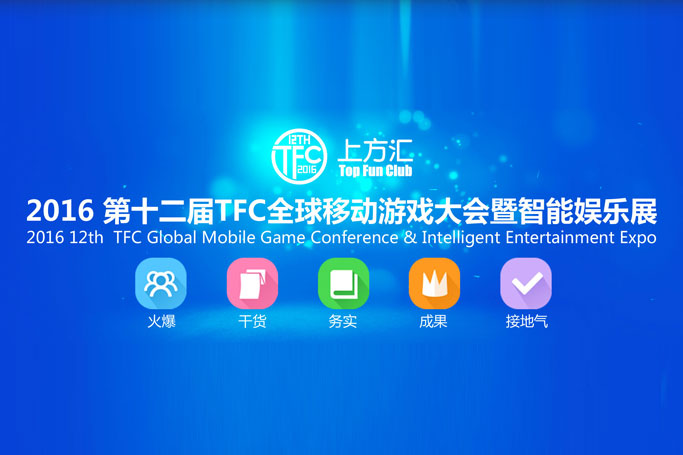 12TH
TFC
2016
上方汇
Top Fun Club
2016 第十二届TFC全球移动游戏大会暨智能娱乐展
2016 12th TFC Global Mobile Game Conference & Intelligent Entertainment Expo
火爆 干货 务实 成果 接地气